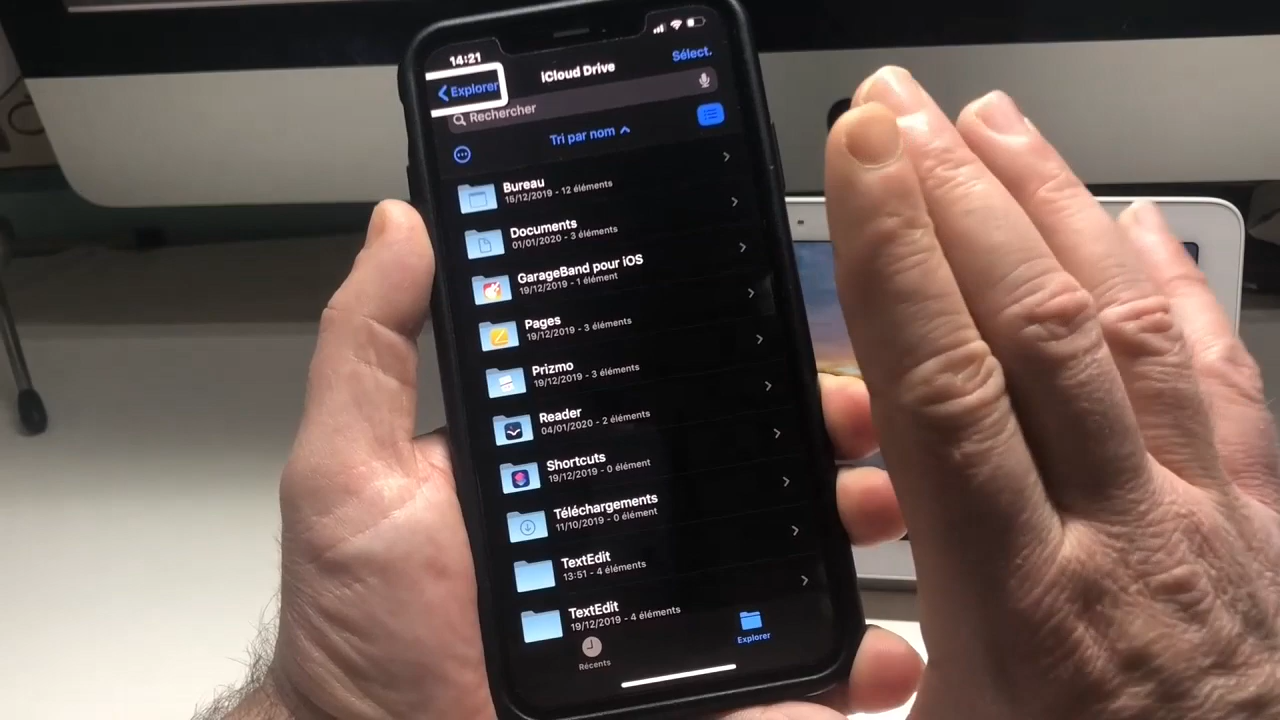 14:21
Explorer
iCloud Drive
Sélect.
Rechercher
Tri par nom
Bureau
15/12/2019 - 12 éléments
Documents
01/01/2020 - 3 éléments
GarageBand pour iOS
19/12/2019 - 1 élément
Pages
19/12/2019 - 3 éléments
Prizmo
19/12/2019 - 3 éléments
Reader
04/01/2020 - 2 éléments
Shortcuts
19/12/2019 - 0 élément
Téléchargements
11/10/2019 - 0 élément
TextEdit
13:51 - 4 éléments
TextEdit
19/12/2019 - 4 éléments
Récents
Explorer